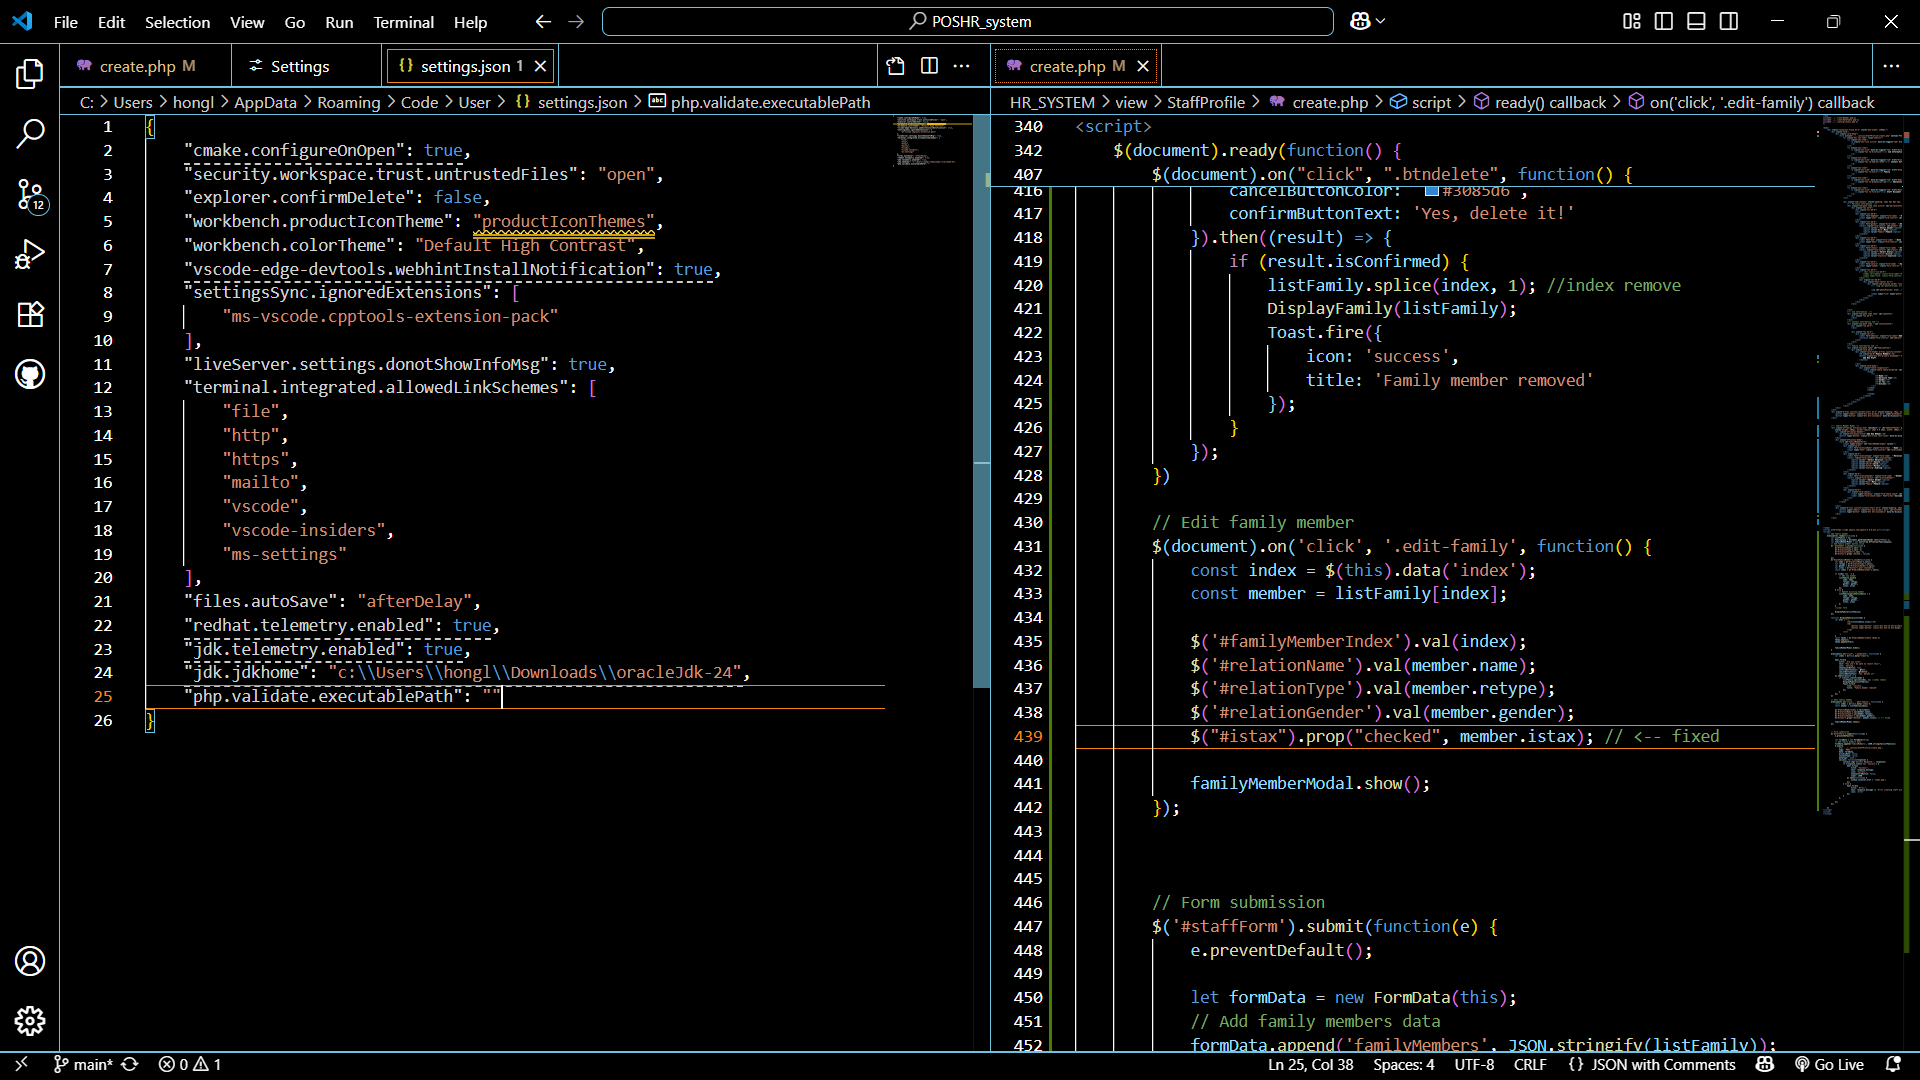 File Edit Selection View Go Run Terminal Help
POSHR_system
create.php M
Settings
settings.json 1
C: > Users > hongl > AppData > Roaming > Code > User > {} settings.json > php.validate.executablePath
1 {
2 "cmake.configureOnOpen": true,
3 "security.workspace.trust.untrustedFiles": "open",
4 "explorer.confirmDelete": false,
5 "workbench.productIconTheme": "productIconThemes",
6 "workbench.colorTheme": "Default High Contrast",
7 "vscode-edge-devtools.webhintInstallNotification": true,
8 "settingsSync.ignoredExtensions": [
9 "ms-vscode.cpptools-extension-pack"
10 ],
11 "liveServer.settings.donotShowInfoMsg": true,
12 "terminal.integrated.allowedLinkSchemes": [
13 "file",
14 "http",
15 "https",
16 "mailto",
17 "vscode",
18 "vscode-insiders",
19 "ms-settings"
20 ],
21 "files.autoSave": "afterDelay",
22 "redhat.telemetry.enabled": true,
23 "jdk.telemetry.enabled": true,
24 "jdk.jdkhome": "c:\\Users\\hongl\\Downloads\\oracleJdk-24",
25 "php.validate.executablePath": ""
26 }
create.php M
HR_SYSTEM > view > StaffProfile > create.php > script > ready() callback > on('click', '.edit-family') callback
340 <script>
342 $(document).ready(function() {
407 $(document).on("click", ".btndelete", function() {
416 cancelButtonColor: '#3085d6',
417 confirmButtonText: 'Yes, delete it!'
418 }).then((result) => {
419 if (result.isConfirmed) {
420 listFamily.splice(index, 1); //index remove
421 DisplayFamily(listFamily);
422 Toast.fire({
423 icon: 'success',
424 title: 'Family member removed'
425 });
426 }
427 });
428 })
429
430 // Edit family member
431 $(document).on('click', '.edit-family', function() {
432 const index = $(this).data('index');
433 const member = listFamily[index];
434
435 $('#familyMemberIndex').val(index);
436 $('#relationName').val(member.name);
437 $('#relationType').val(member.retype);
438 $('#relationGender').val(member.gender);
439 $("#istax").prop("checked", member.istax); // <-- fixed
440
441 familyMemberModal.show();
442 });
443
444
445
446 // Form submission
447 $('#staffForm').submit(function(e) {
448 e.preventDefault();
449
450 let formData = new FormData(this);
451 // Add family members data
452 formData.append('familyMembers', JSON.stringify(listFamily));
12
main* 0 1
Ln 25, Col 38 Spaces: 4 UTF-8 CRLF {} JSON with Comments Go Live